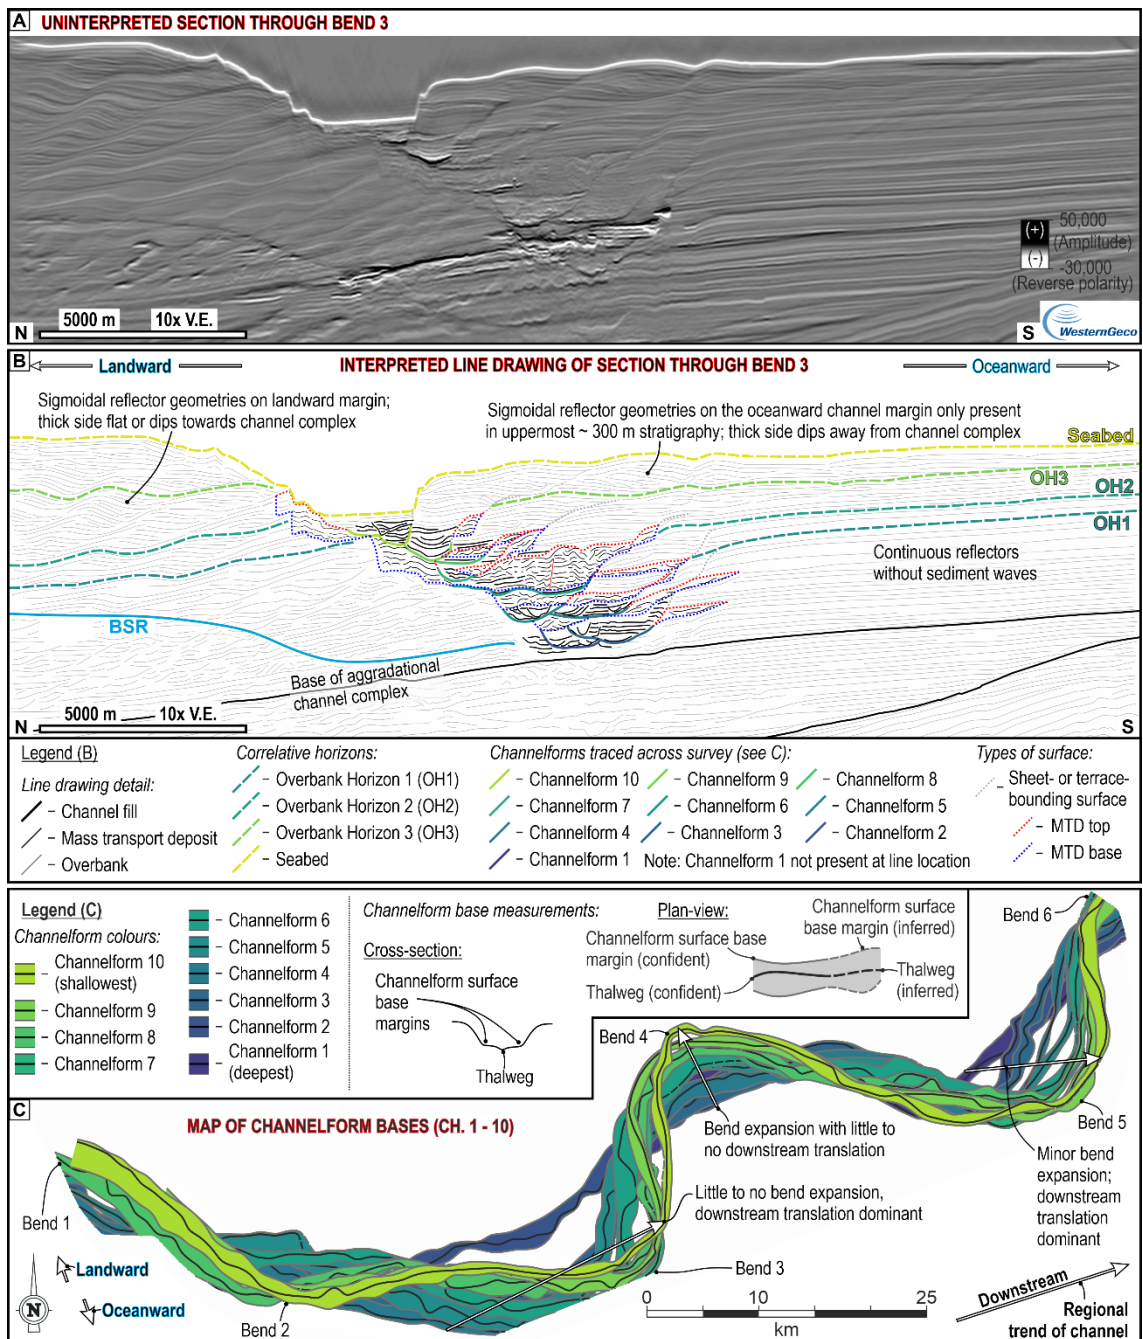 A UNINTERPRETED SECTION THROUGH BEND 3
50,000
(+)
(Amplitude)
(-)
-30,000
(Reverse polarity)
5000 m 10x V.E.
N
S
WesternGeco
B
Landward
INTERPRETED LINE DRAWING OF SECTION THROUGH BEND 3
Oceanward
Sigmoidal reflector geometries on landward margin;
thick side flat or dips towards channel complex
Sigmoidal reflector geometries on the oceanward channel margin only present
in uppermost ~ 300 m stratigraphy; thick side dips away from channel complex
Seabed
OH3
OH2
OH1
Continuous reflectors
without sediment waves
BSR
Base of aggradational
channel complex
5000 m 10x V.E.
N
S
Legend (B)
Line drawing detail:
- Channel fill
- Mass transport deposit
- Overbank
Correlative horizons:
- Overbank Horizon 1 (OH1)
- Overbank Horizon 2 (OH2)
- Overbank Horizon 3 (OH3)
- Seabed
Channelforms traced across survey (see C):
- Channelform 10 - Channelform 9 - Channelform 8
- Channelform 7 - Channelform 6 - Channelform 5
- Channelform 4 - Channelform 3 - Channelform 2
- Channelform 1 Note: Channelform 1 not present at line location
Types of surface:
- Sheet- or terrace-
bounding surface
- MTD top
- MTD base
Legend (C)
Channelform colours:
- Channelform 10
(shallowest)
- Channelform 9
- Channelform 8
- Channelform 7
- Channelform 6
- Channelform 5
- Channelform 4
- Channelform 3
- Channelform 2
- Channelform 1
(deepest)
Channelform base measurements:
Cross-section:
Channelform surface
base
margins
Thalweg
Plan-view:
Channelform surface base
margin (confident)
Thalweg (confident)
Channelform surface
base margin (inferred)
Thalweg
(inferred)
Bend 6
Bend 4
C
MAP OF CHANNELFORM BASES (CH. 1 - 10)
Bend expansion with little to
no downstream translation
Bend 5
Minor bend
expansion;
downstream
translation
dominant
Little to no bend expansion,
downstream translation dominant
Bend 1
Bend 3
Landward
Oceanward
N
Bend 2
0 10 25
km
Downstream
Regional
trend of channel